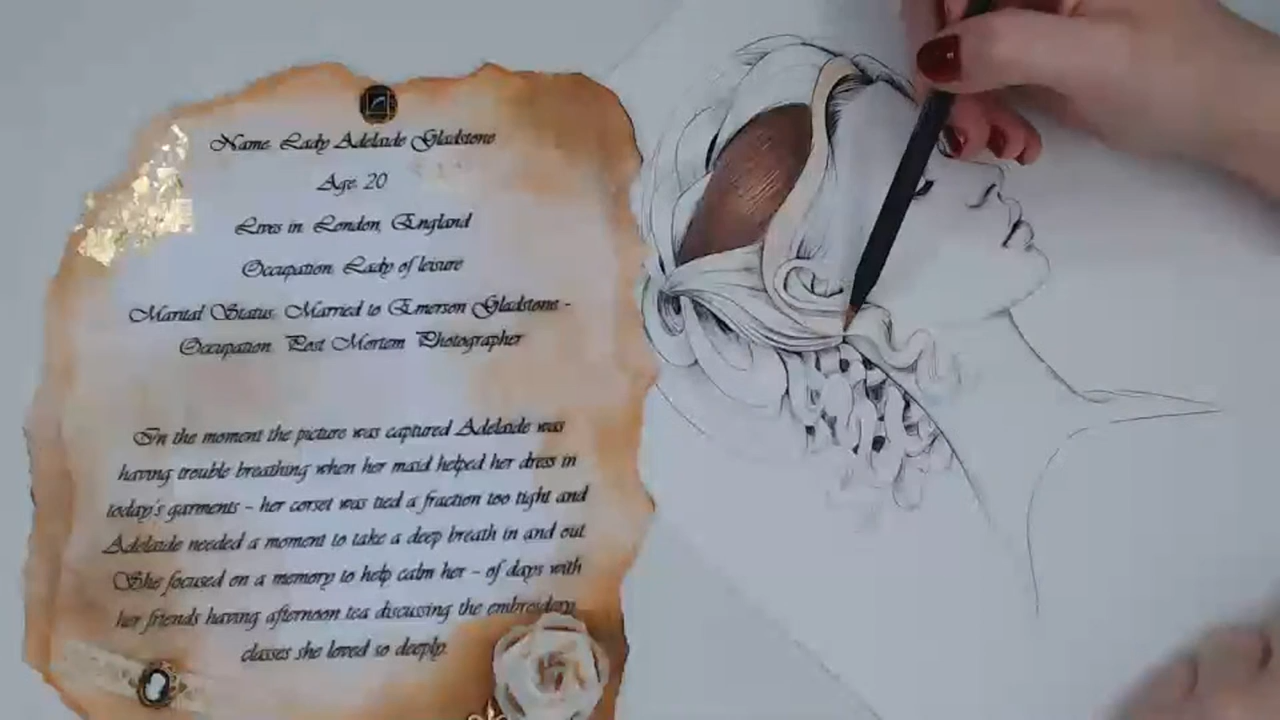 Name: Lady Adelaide Gladstone
Age: 20
Lives in: London, England
Occupation: Lady of leisure
Marital Status: Married to Emerson Gladstone -
Occupation: Post Mortem Photographer
In the moment the picture was captured Adelaide was
having trouble breathing when her maid helped her dress in
today's garments - her corset was tied a fraction too tight and
Adelaide needed a moment to take a deep breath in and out.
She focused on a memory to help calm her - of days with
her friends having afternoon tea discussing the embroidery
classes she loved so deeply.